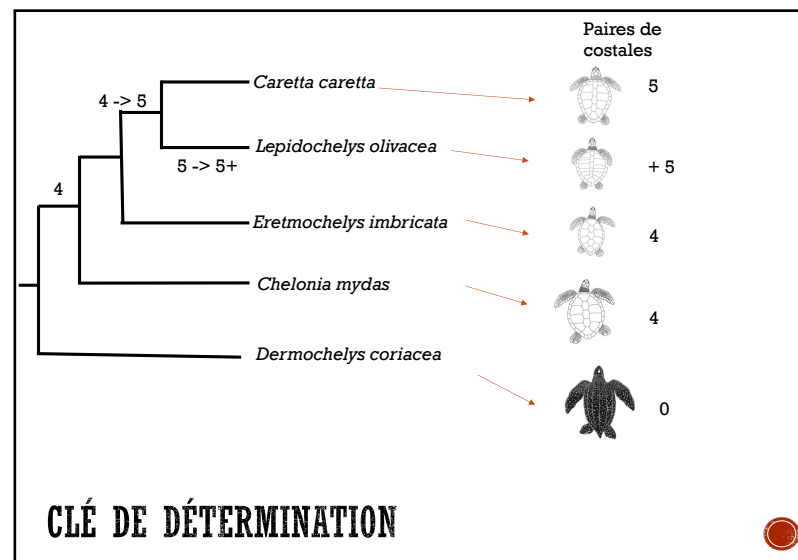 Paires de
costales
Caretta caretta
5
4 -> 5
Lepidochelys olivacea
5 -> 5+
+ 5
4
Eretmochelys imbricata
4
Chelonia mydas
4
Dermochelys coriacea
0
CLÉ DE DÉTERMINATION